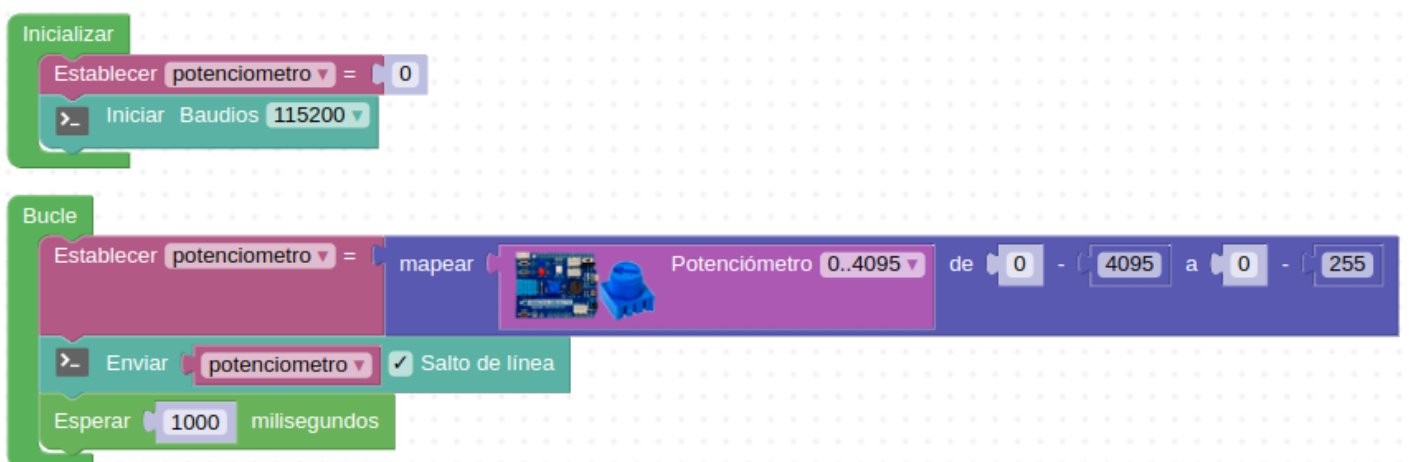 Inicializar
Establecer potenciometro = 0
>_ Iniciar Baudios 115200
Bucle
Establecer potenciometro = mapear Potenciómetro 0..4095 de 0 - 4095 a 0 - 255
>_ Enviar potenciometro ✓ Salto de línea
Esperar 1000 milisegundos